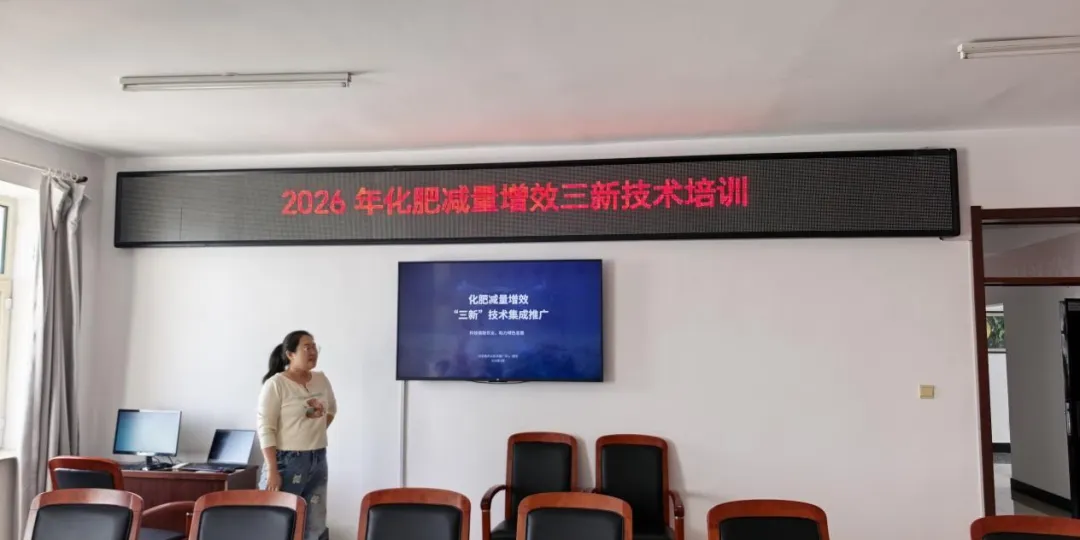 2026 年化肥减量增效三新技术培训
化肥减量增效
“三新”技术集成推广